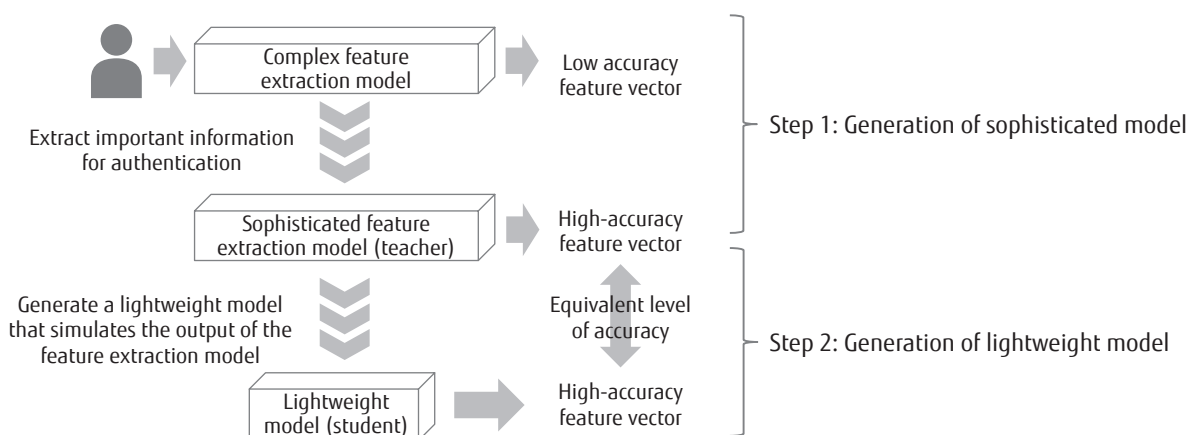 Complex feature
extraction model
Low accuracy
feature vector
Extract important information
for authentication
Step 1: Generation of sophisticated model
Sophisticated feature
extraction model (teacher)
High-accuracy
feature vector
Generate a lightweight model
that simulates the output of the
feature extraction model
Equivalent level
of accuracy
Step 2: Generation of lightweight model
Lightweight
model (student)
High-accuracy
feature vector